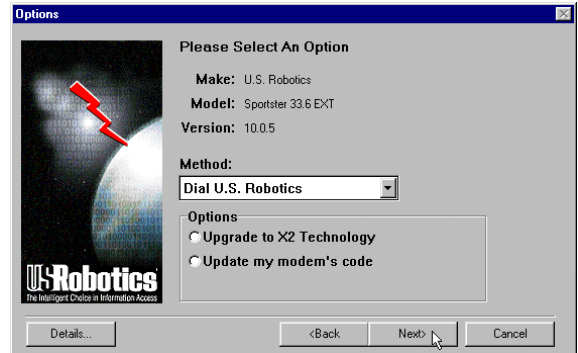 Options
Please Select An Option
Make: U.S. Robotics
Model: Sportster 33.6 EXT
Version: 10.0.5
Method:
Dial U.S. Robotics
Options
Upgrade to X2 Technology
Update my modem's code
USRobotics
The Intelligent Choice in Information Access
Details...
<Back
Next>
Cancel